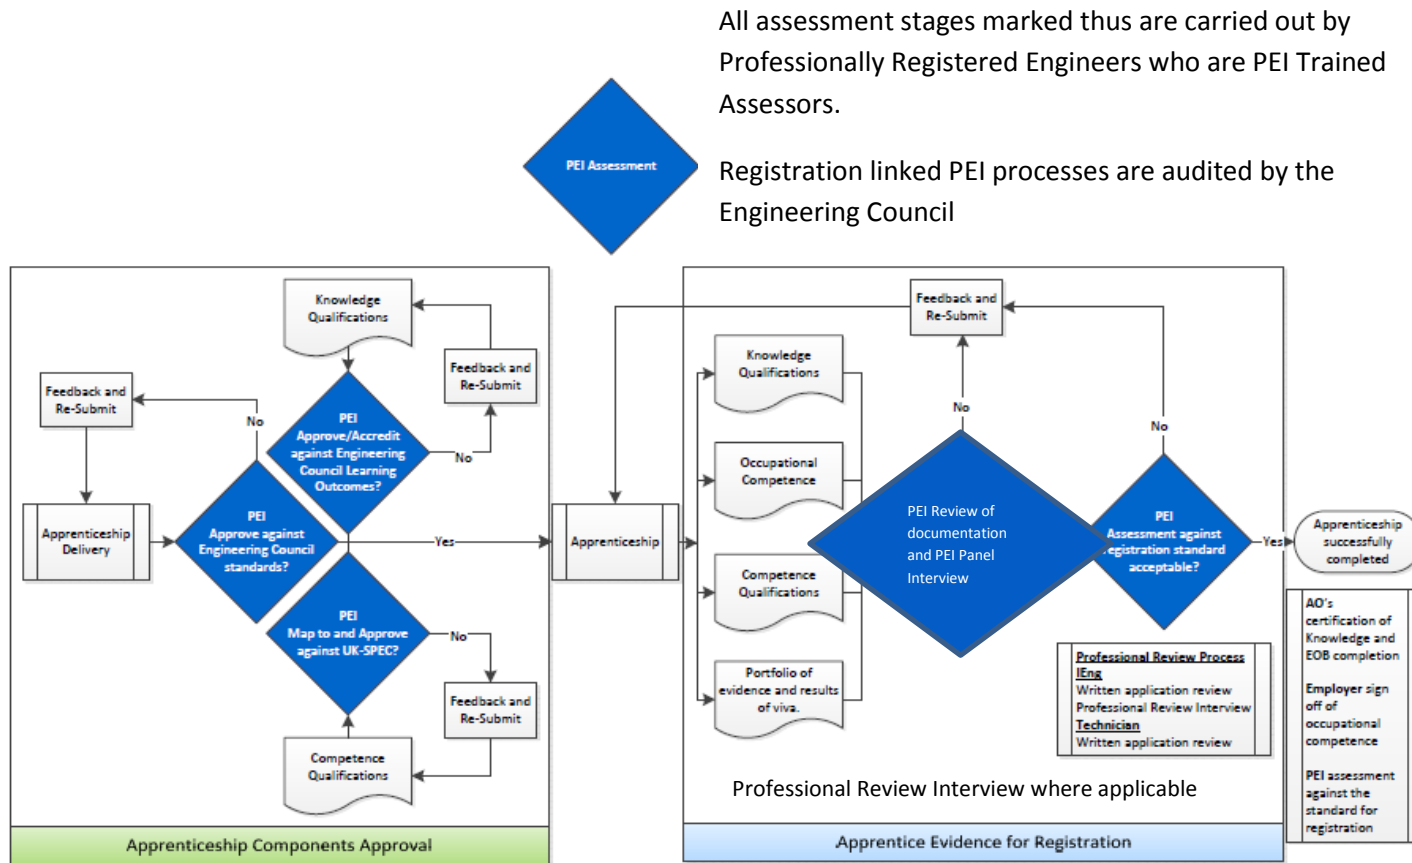 All assessment stages marked thus are carried out by
Professionally Registered Engineers who are PEI Trained
Assessors.
PEI Assessment
Registration linked PEI processes are audited by the
Engineering Council
Knowledge
Qualifications
Feedback and
Re-Submit
Feedback and
Re-Submit
No
PEI
Approve/Accredit
against Engineering
Council Learning
Outcomes?
No
Apprenticeship
Delivery
PEI
Approve against
Engineering Council
standards?
Yes
PEI
Map to and Approve
against UK-SPEC?
No
Feedback and
Re-Submit
Competence
Qualifications
Apprenticeship Components Approval
Apprenticeship
Feedback and
Re-Submit
Knowledge
Qualifications
No
No
Occupational
Competence
Competence
Qualifications
Portfolio of
evidence and results
of viva.
PEI Review of
documentation
and PEI Panel
Interview
PEI
Assessment against
registration standard
acceptable?
Yes
Apprenticeship
successfully
completed
Professional Review Process
IEng
Written application review
Professional Review Interview
Technician
Written application review
AO's
certification of
Knowledge and
EOB completion
Employer sign
off of
occupational
competence
PEI assessment
against the
standard for
registration
Professional Review Interview where applicable
Apprentice Evidence for Registration